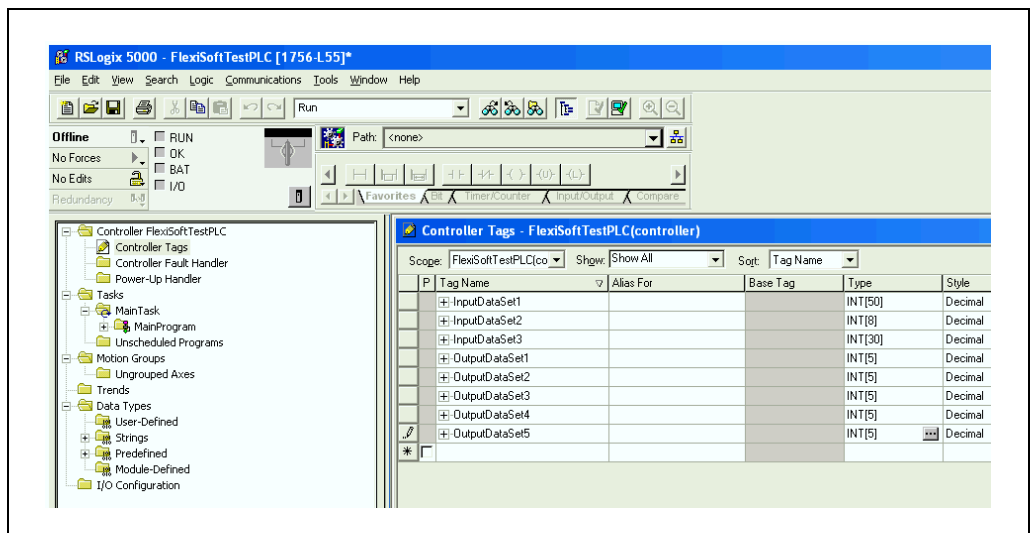 RSLogix 5000 - FlexiSoftTestPLC [1756-L55]*
File Edit View Search Logic Communications Tools Window Help
Run
Offline RUN
No Forces OK
No Edits BAT
Redundancy I/O
Path: <none>
Favorites Bit Timer/Counter Input/Output Compare
Controller FlexiSoftTestPLC
Controller Tags
Controller Fault Handler
Power-Up Handler
Tasks
MainTask
MainProgram
Unscheduled Programs
Motion Groups
Ungrouped Axes
Trends
Data Types
User-Defined
Strings
Predefined
Module-Defined
I/O Configuration
Controller Tags - FlexiSoftTestPLC(controller)
Scope: FlexiSoftTestPLC(co Show: Show All Sort: Tag Name
P Tag Name Alias For Base Tag Type Style
InputDataSet1 INT[50] Decimal
InputDataSet2 INT[8] Decimal
InputDataSet3 INT[30] Decimal
OutputDataSet1 INT[5] Decimal
OutputDataSet2 INT[5] Decimal
OutputDataSet3 INT[5] Decimal
OutputDataSet4 INT[5] Decimal
OutputDataSet5 INT[5] ... Decimal